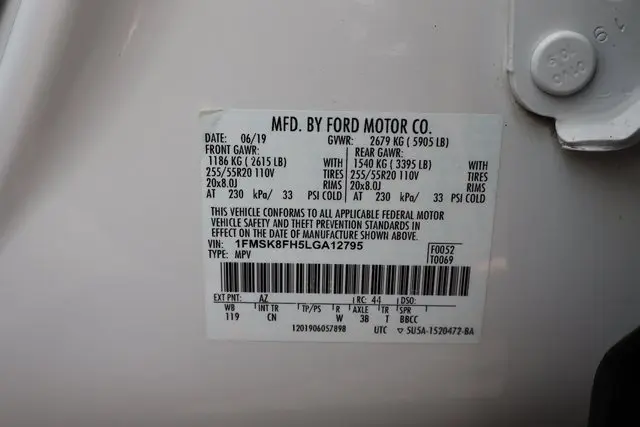 MFD. BY FORD MOTOR CO.
DATE: 06/19 GVWR: 2679 KG ( 5905 LB)
FRONT GAWR: REAR GAWR:
1186 KG ( 2615 LB) WITH 1540 KG ( 3395 LB) WITH
255/55R20 110V TIRES 255/55R20 110V TIRES
20x8.0J RIMS 20x8.0J RIMS
AT 230 kPa/ 33 PSI COLD AT 230 kPa/ 33 PSI COLD
THIS VEHICLE CONFORMS TO ALL APPLICABLE FEDERAL MOTOR
VEHICLE SAFETY AND THEFT PREVENTION STANDARDS IN
EFFECT ON THE DATE OF MANUFACTURE SHOWN ABOVE.
VIN: 1FMSK8FH5LGA12795 F0052
TYPE: MPV T0069
EXT PNT: AZ RC: 44 DSO:
WB INT TR TP/PS R AXLE TR SPR
119 CN W 3B T BBCC
1201906057898 UTC ▽ 5U5A-1520472-BA